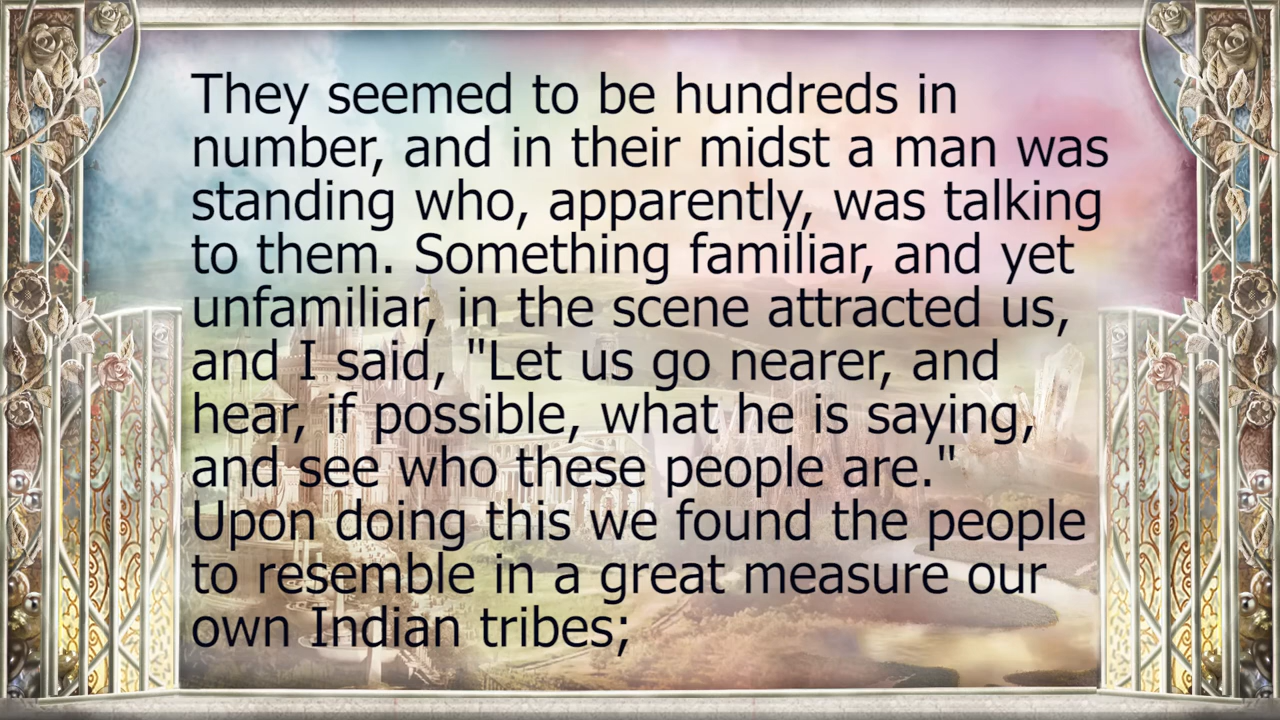 They seemed to be hundreds in
number, and in their midst a man was
standing who, apparently, was talking
to them. Something familiar, and yet
unfamiliar, in the scene attracted us,
and I said, "Let us go nearer, and
hear, if possible, what he is saying,
and see who these people are."
Upon doing this we found the people
to resemble in a great measure our
own Indian tribes;